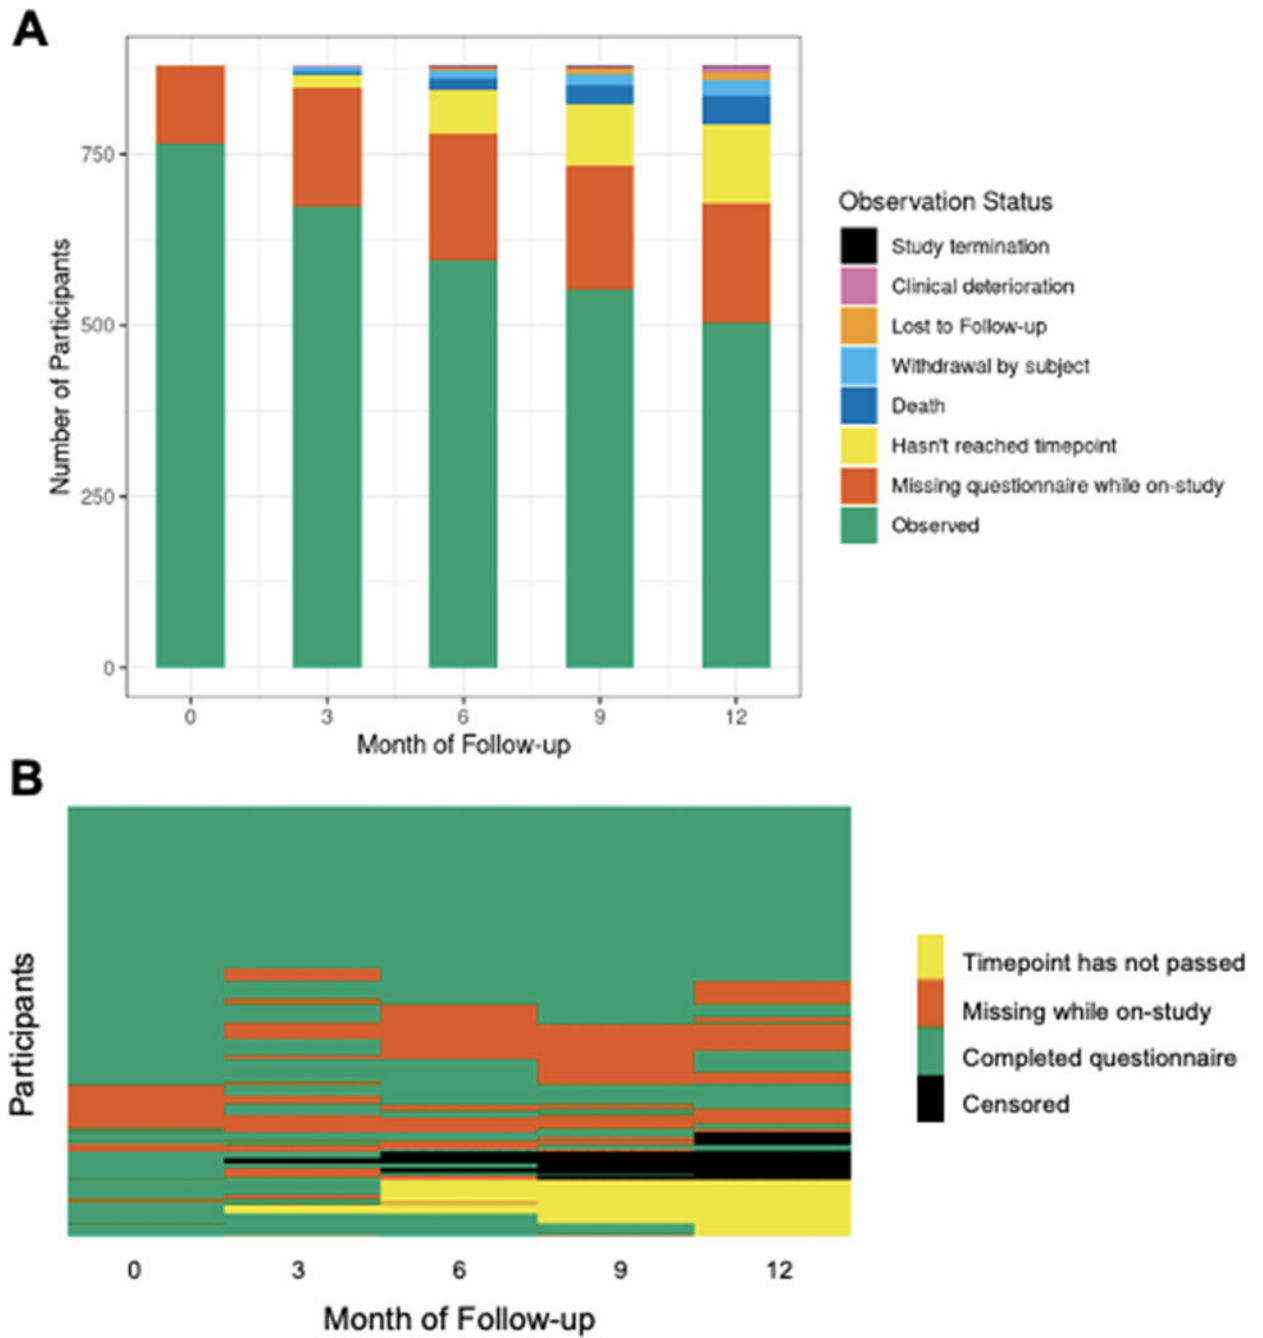 A
Number of Participants
750
500
250
0
0 3 6 9 12
Month of Follow-up
Observation Status
Study termination
Clinical deterioration
Lost to Follow-up
Withdrawal by subject
Death
Hasn't reached timepoint
Missing questionnaire while on-study
Observed
B
Participants
0 3 6 9 12
Month of Follow-up
Timepoint has not passed
Missing while on-study
Completed questionnaire
Censored